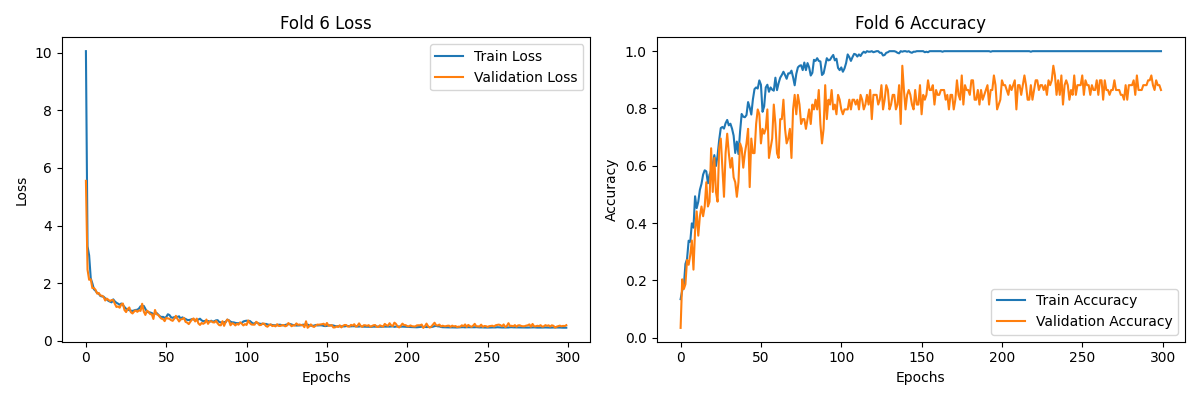 Fold 6 Loss
Loss
10
8
6
4
2
0
Train Loss
Validation Loss
0 50 100 150 200 250 300
Epochs
Fold 6 Accuracy
Accuracy
1.0
0.8
0.6
0.4
0.2
0.0
Train Accuracy
Validation Accuracy
0 50 100 150 200 250 300
Epochs